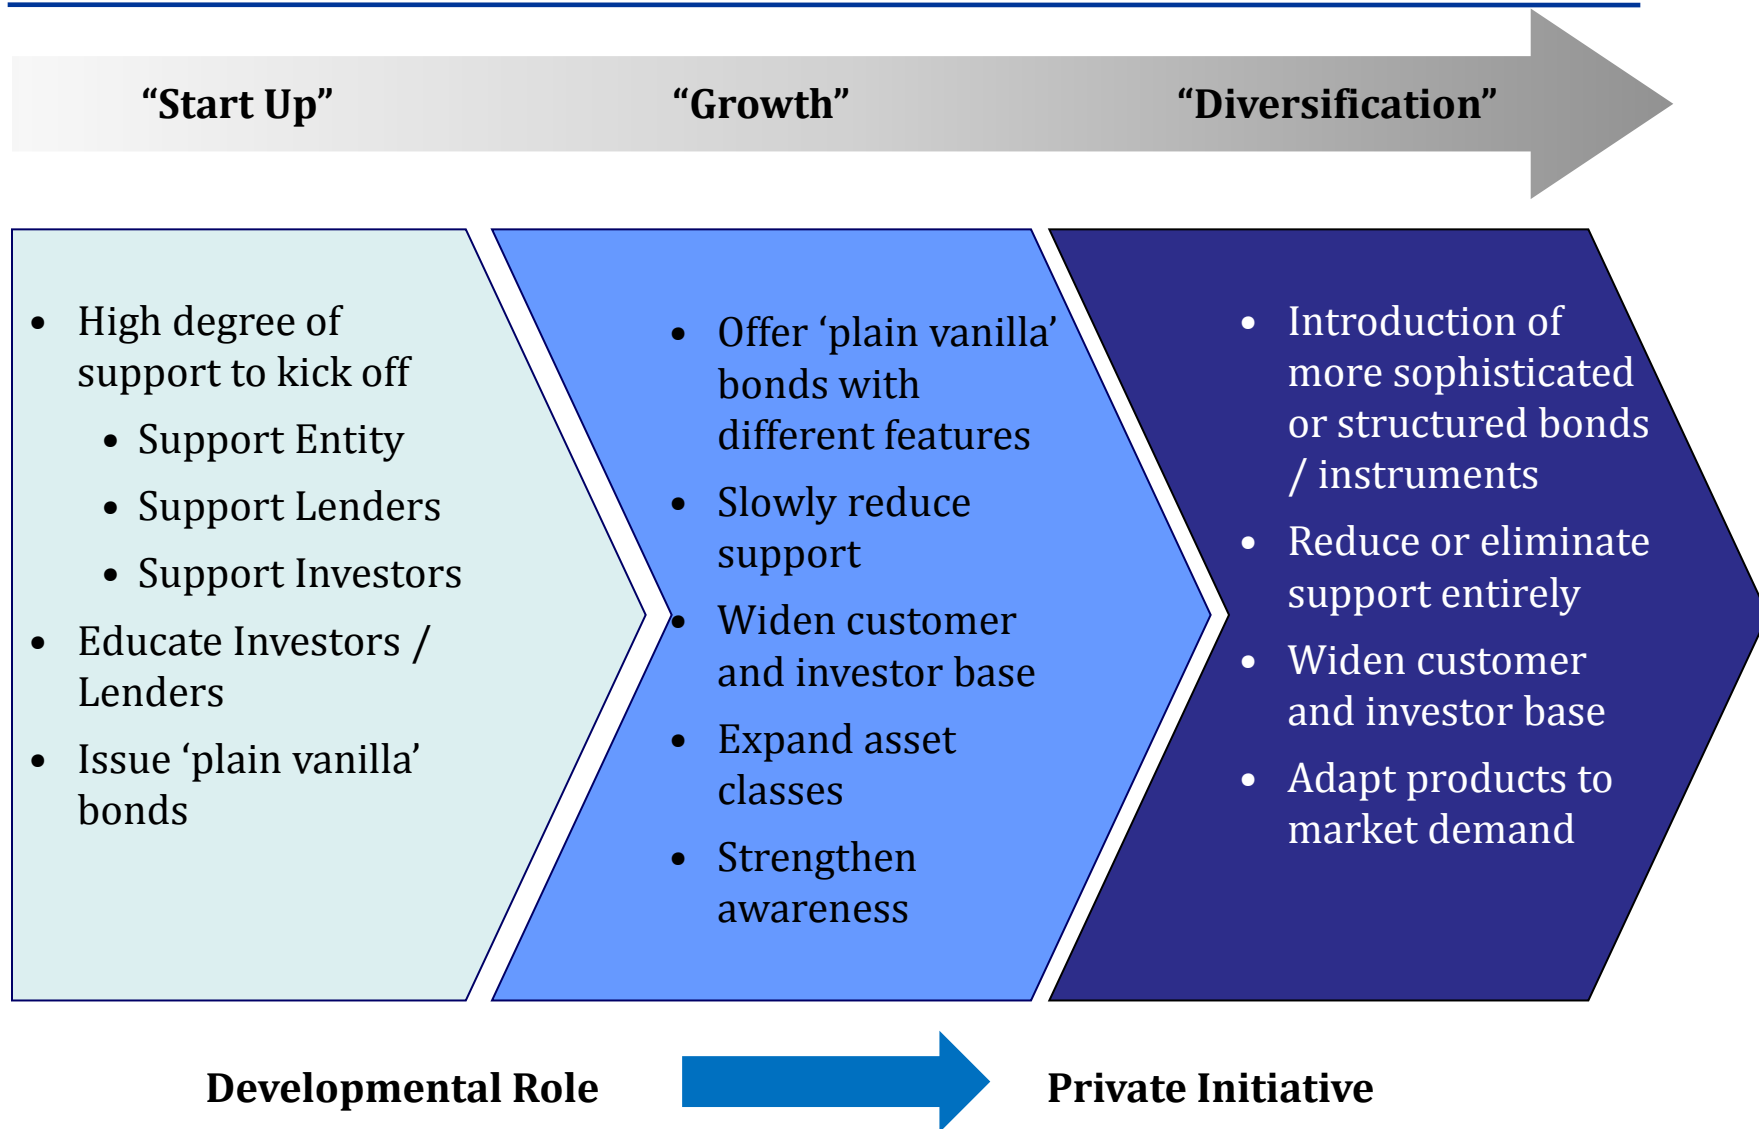 “Start Up”
“Growth”
“Diversification”
• High degree of
support to kick off
• Support Entity
• Support Lenders
• Support Investors
• Educate Investors /
Lenders
• Issue ‘plain vanilla’
bonds
• Offer ‘plain vanilla’
bonds with
different features
• Slowly reduce
support
• Widen customer
and investor base
• Expand asset
classes
• Strengthen
awareness
• Introduction of
more sophisticated
or structured bonds
/ instruments
• Reduce or eliminate
support entirely
• Widen customer
and investor base
• Adapt products to
market demand
Developmental Role
Private Initiative